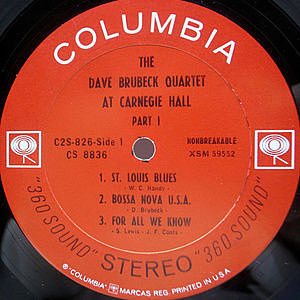 COLUMBIA
THE
DAVE BRUBECK QUARTET
AT CARNEGIE HALL
PART I
C2S-826-Side 1
CS 8836
NONBREAKABLE
XSM 59552
1. ST. LOUIS BLUES
- W. C. Handy -
2. BOSSA NOVA U.S.A.
- D. Brubeck -
3. FOR ALL WE KNOW
- S. Lewis - J. F. Coots -
"360 SOUND" STEREO "360 SOUND"
® "COLUMBIA" MARCAS REG. PRINTED IN U.S.A.